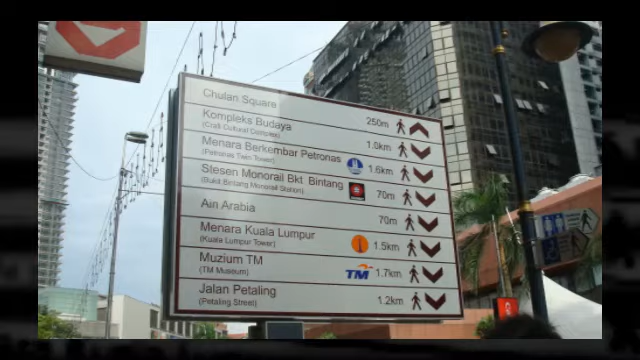 Chulan Square 250m
Kompleks Budaya 1.0km
(Craft Cultural Complex)
Menara Berkembar Petronas 1.6km
(Petronas Twin Tower)
Stesen Monorail Bkt Bintang 70m
(Bukit Bintang Monorail Station)
Ain Arabia 70m
Menara Kuala Lumpur 1.5km
(Kuala Lumpur Tower)
Muzium TM TM 1.7km
(TM Museum)
Jalan Petaling 1.2km
(Petaling Street)